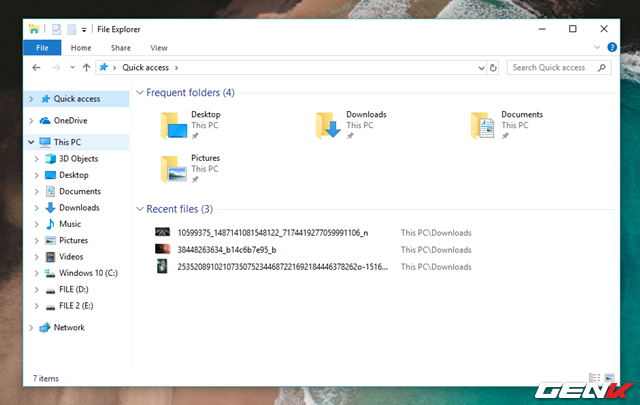 File Explorer
File Home Share View
Quick access
Search Quick access
Quick access
OneDrive
This PC
3D Objects
Desktop
Documents
Downloads
Music
Pictures
Videos
Windows 10 (C:)
FILE (D:)
FILE 2 (E:)
Network
Frequent folders (4)
Desktop
This PC
Downloads
This PC
Documents
This PC
Pictures
This PC
Recent files (3)
10599375_1487141081548122_7174419277059991106_n This PC\Downloads
38448263634_b14c6b7e95_b This PC\Downloads
This PC\Downloads
7 items
GENK